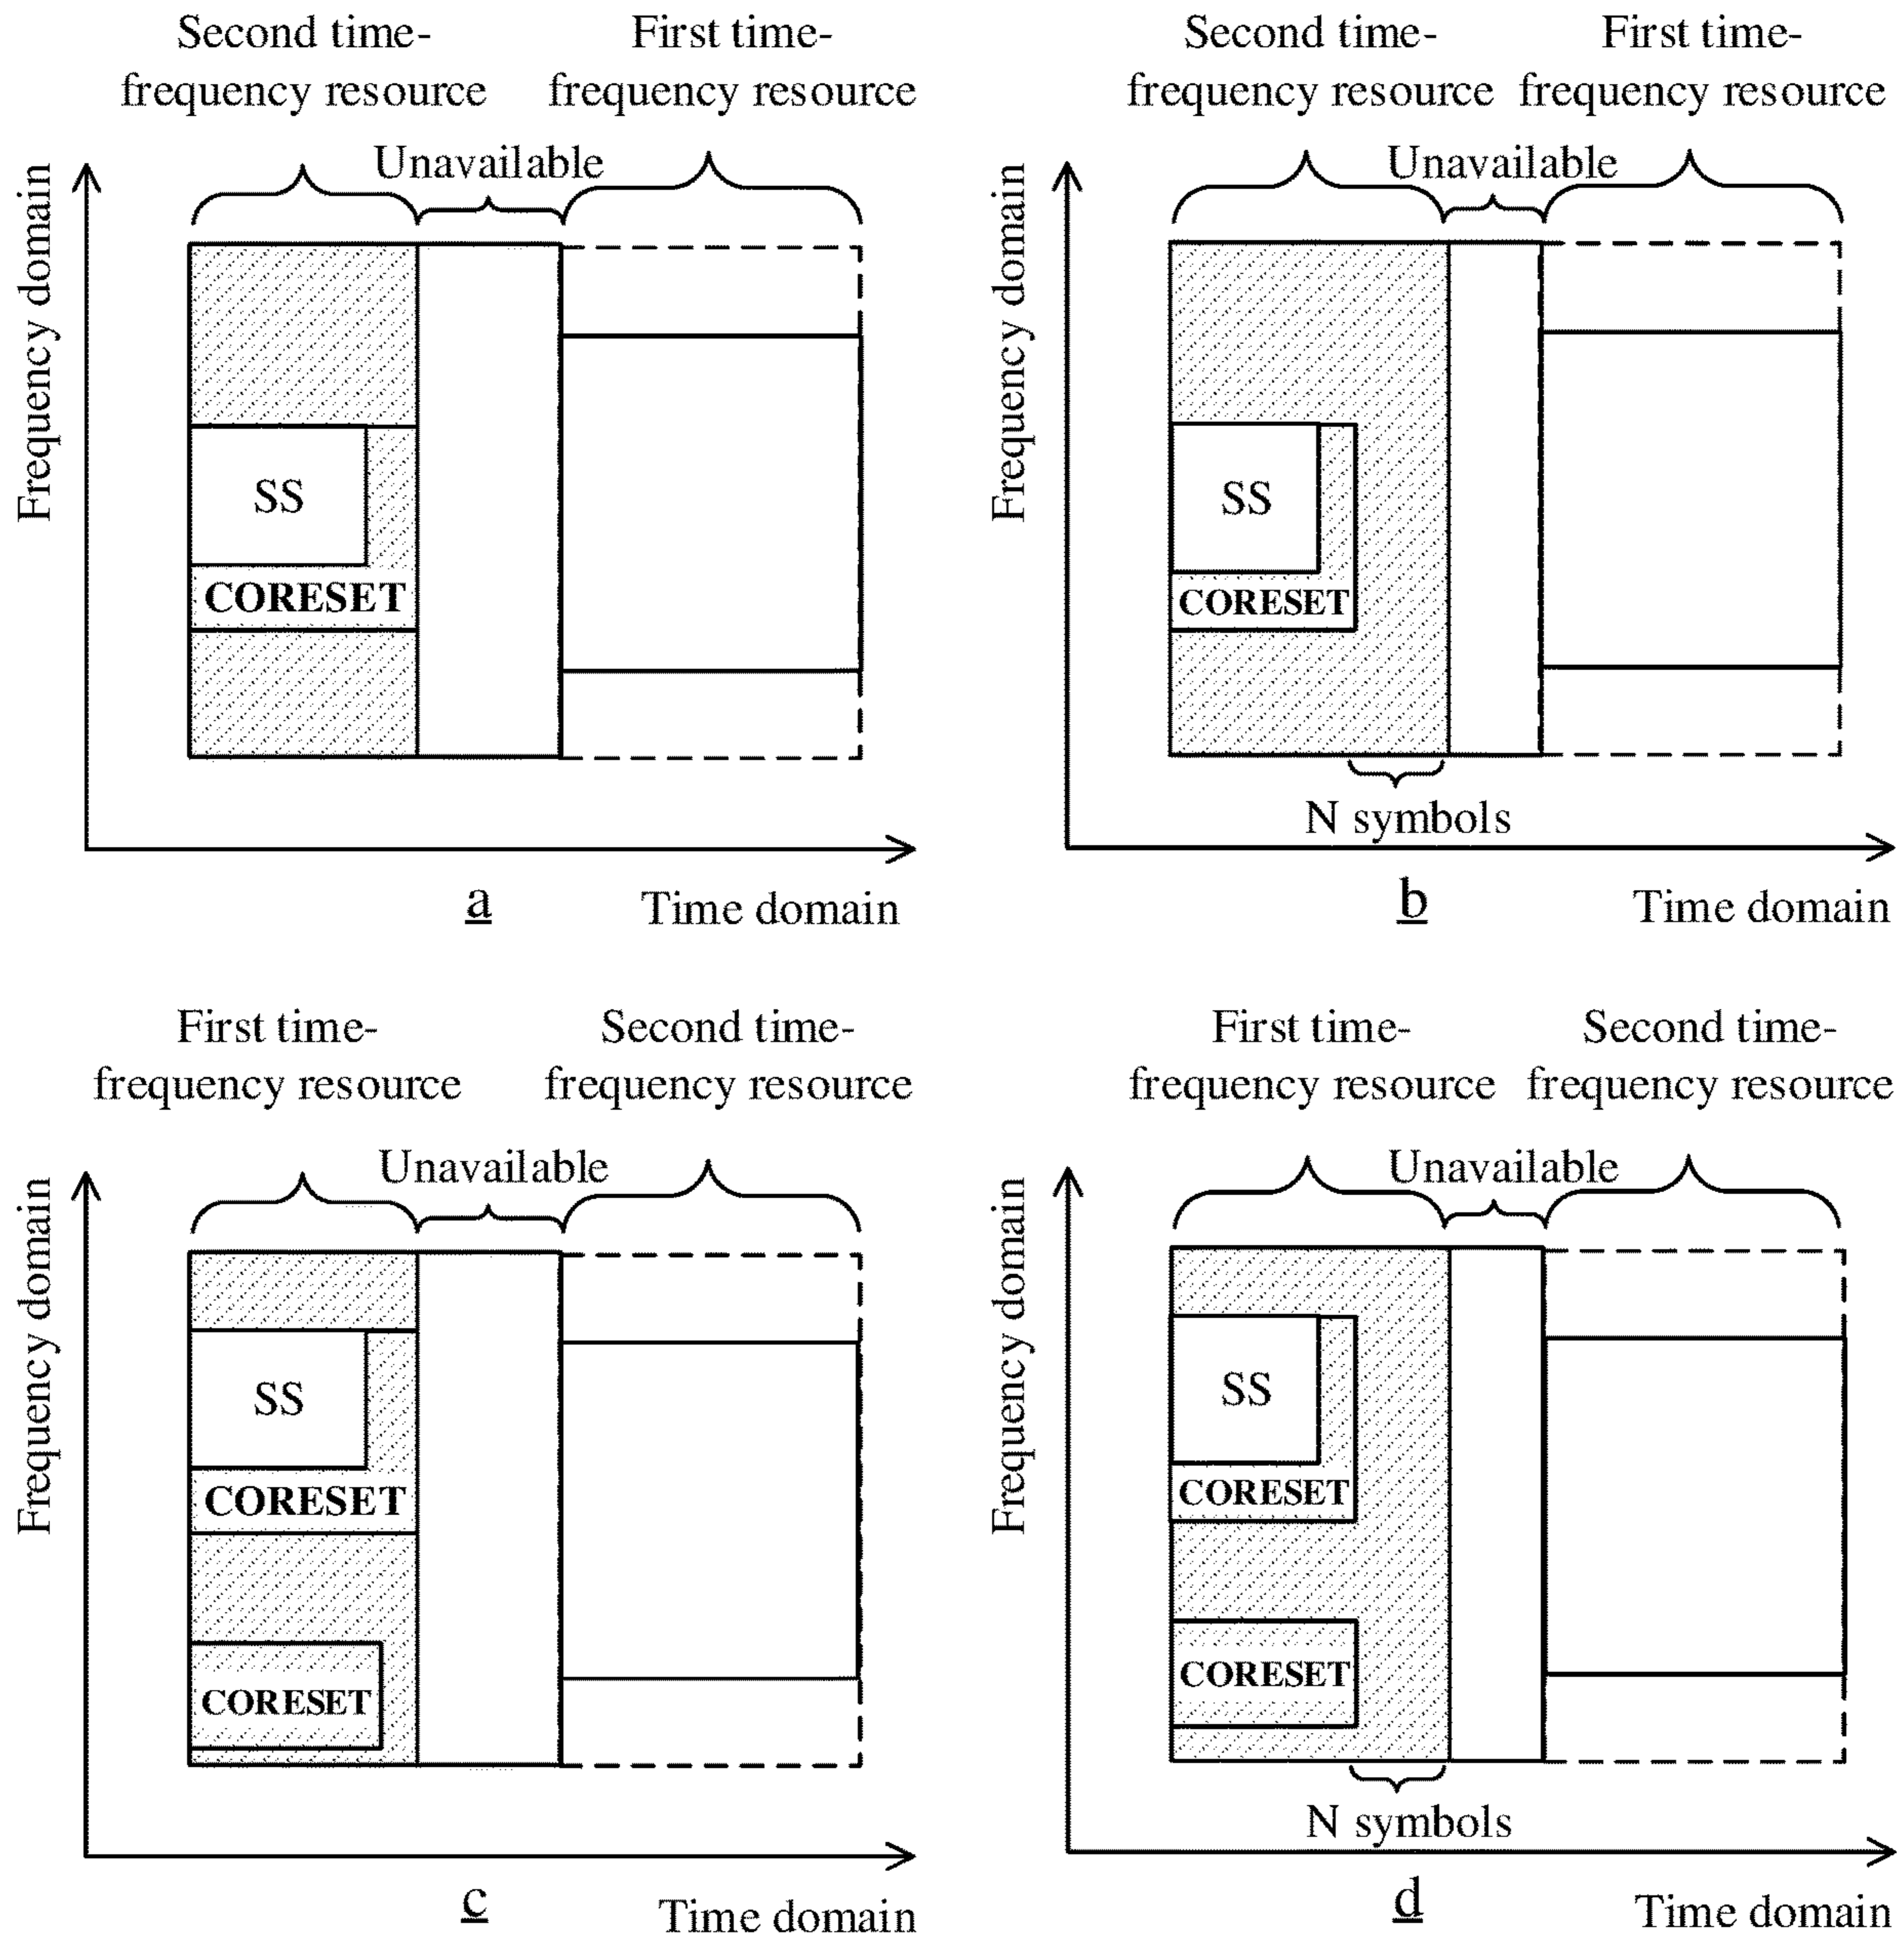 Second time-
frequency resource
First time-
frequency resource
Unavailable
Frequency domain
SS
CORESET
Time domain
a
Second time-
frequency resource
First time-
frequency resource
Unavailable
Frequency domain
SS
CORESET
N symbols
Time domain
b
First time-
frequency resource
Second time-
frequency resource
Unavailable
Frequency domain
SS
CORESET
CORESET
Time domain
c
First time-
frequency resource
Second time-
frequency resource
Unavailable
Frequency domain
SS
CORESET
CORESET
N symbols
Time domain
d